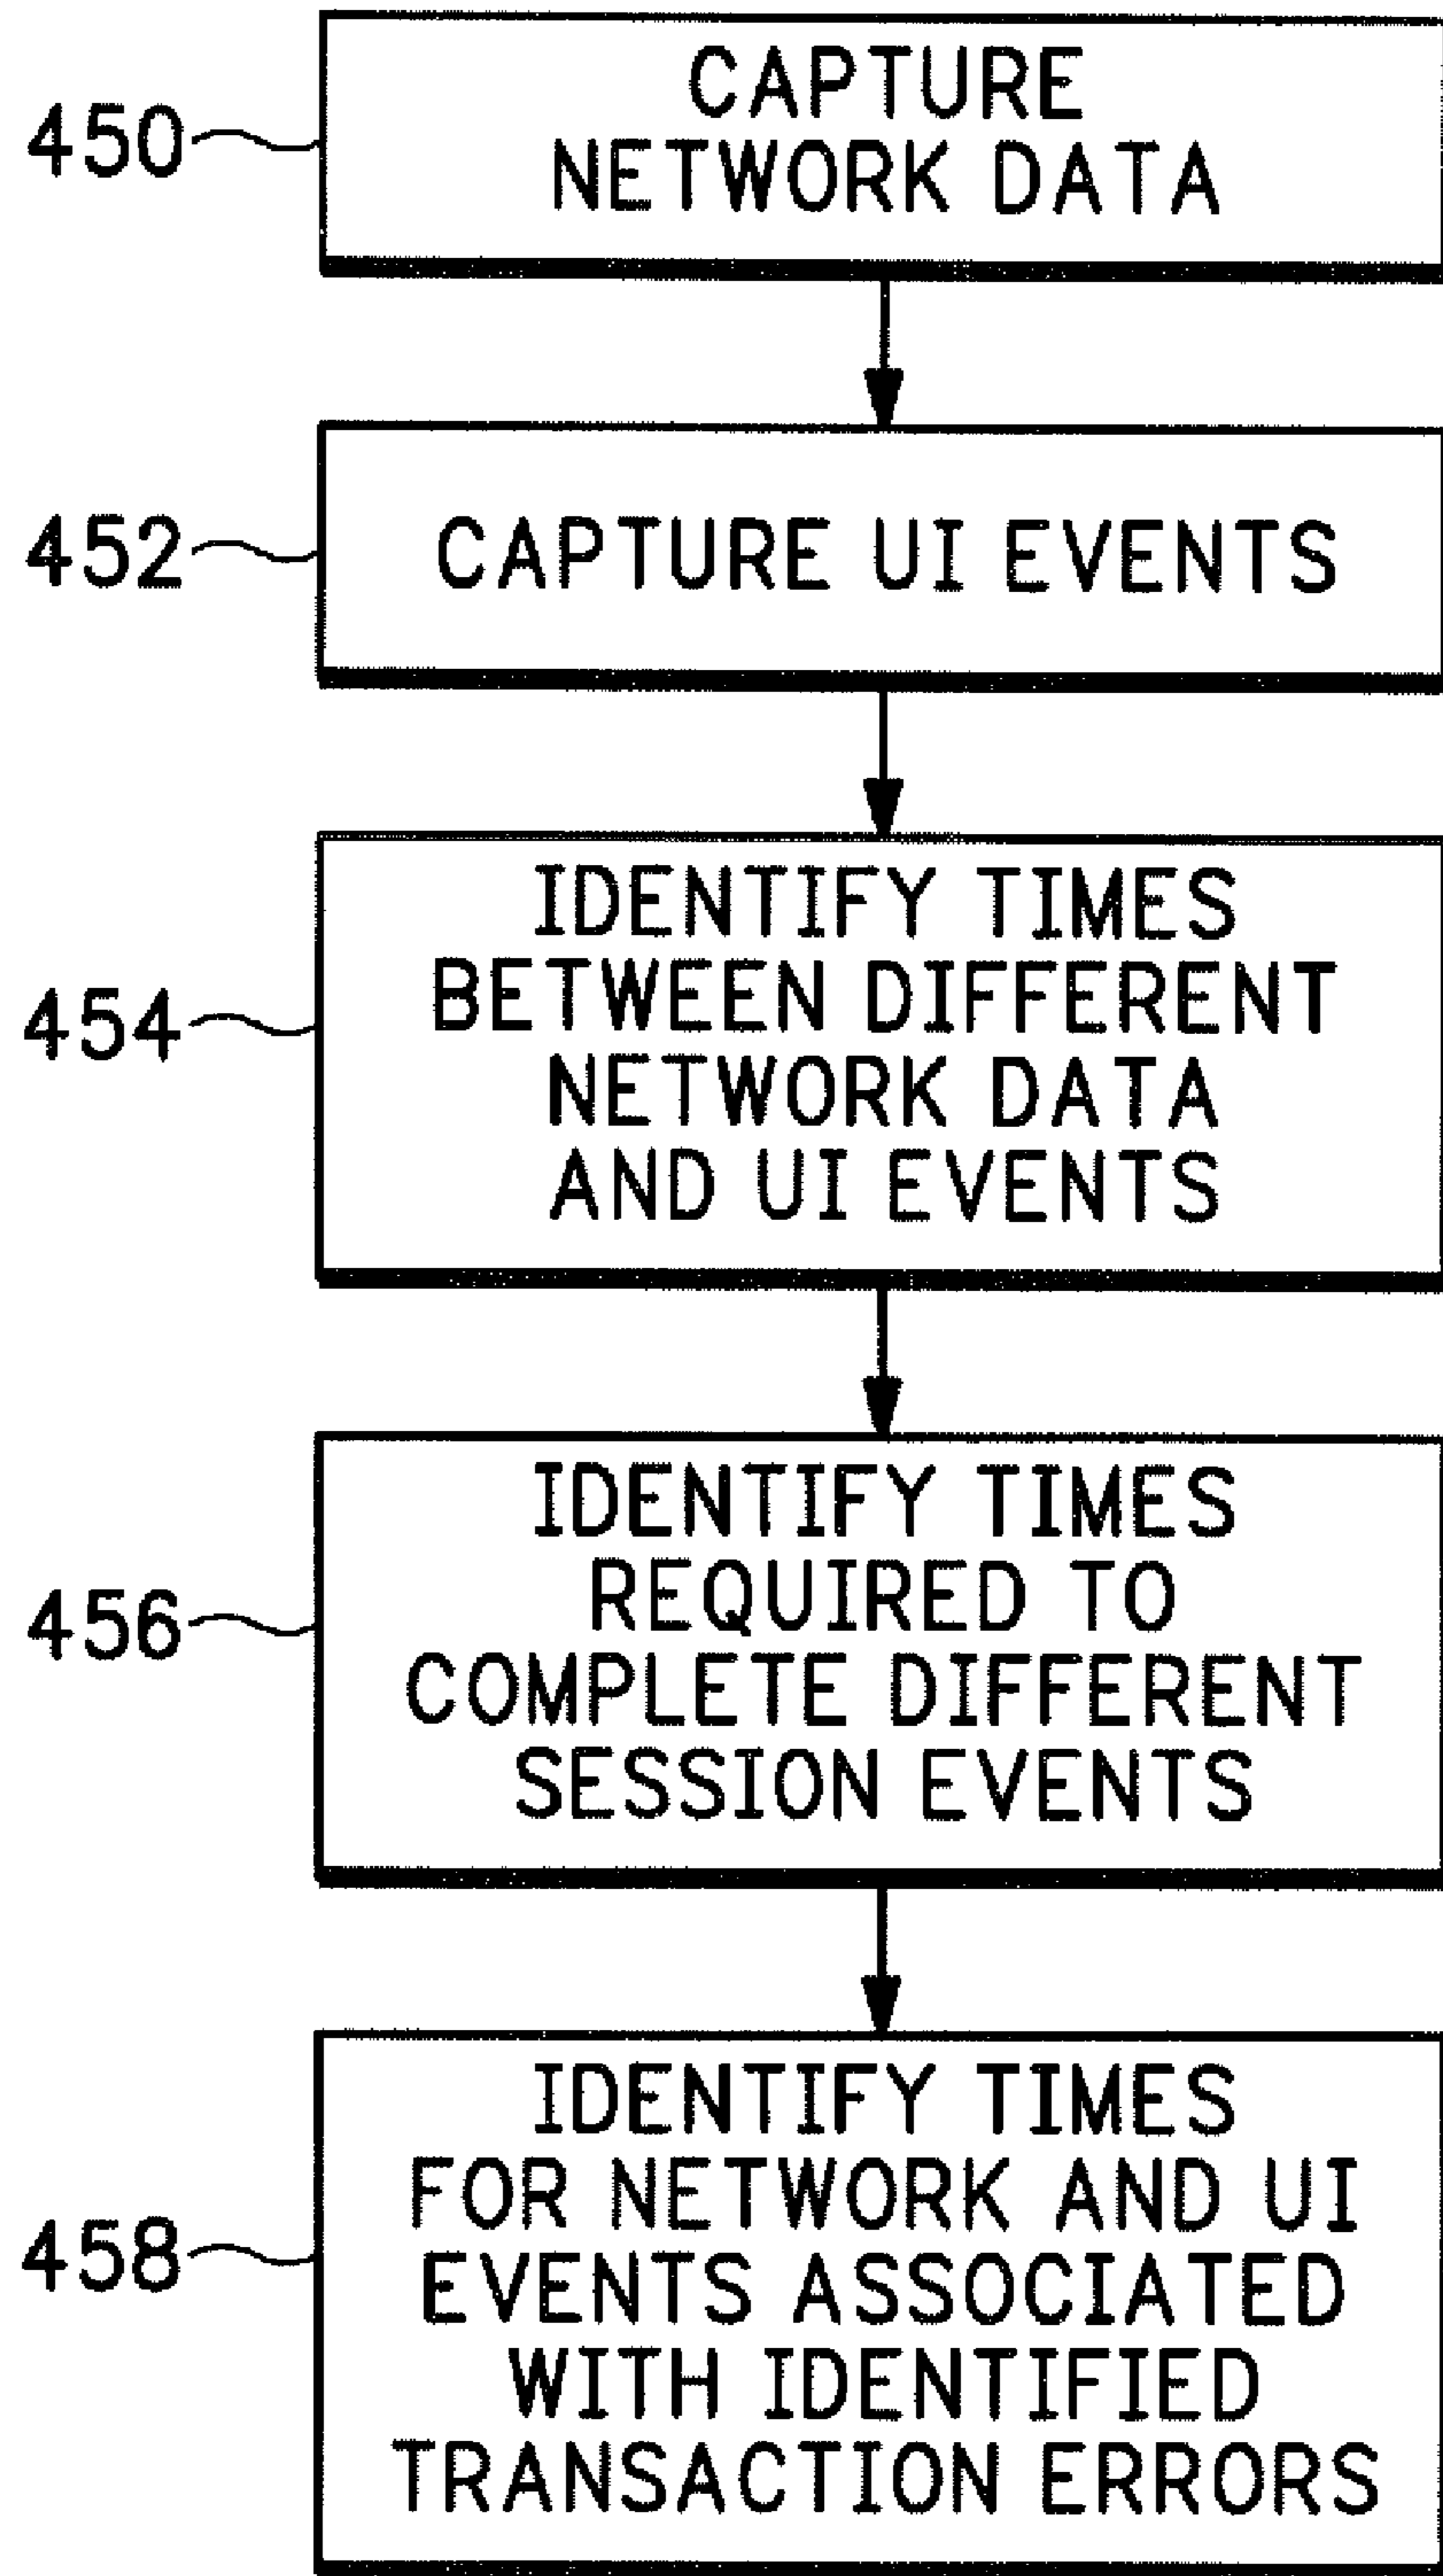 450
CAPTURE
NETWORK DATA
452
CAPTURE UI EVENTS
454
IDENTIFY TIMES
BETWEEN DIFFERENT
NETWORK DATA
AND UI EVENTS
456
IDENTIFY TIMES
REQUIRED TO
COMPLETE DIFFERENT
SESSION EVENTS
458
IDENTIFY TIMES
FOR NETWORK AND UI
EVENTS ASSOCIATED
WITH IDENTIFIED
TRANSACTION ERRORS